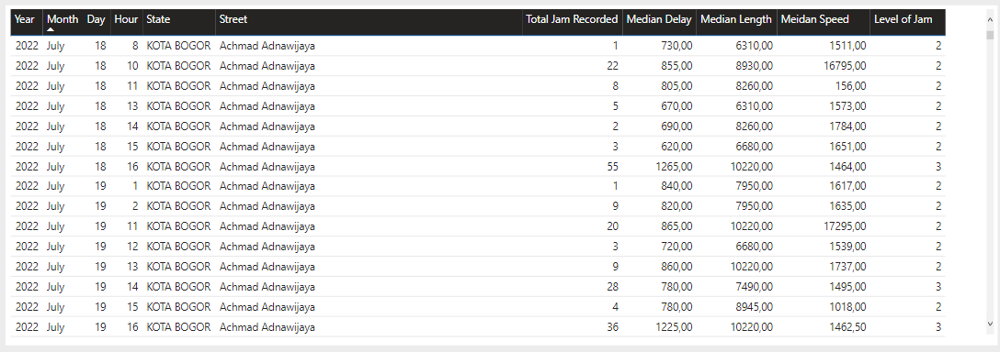 Year Month Day Hour State Street Total Jam Recorded Median Delay Median Length Meidan Speed Level of Jam
2022 July 18 8 KOTA BOGOR Achmad Adnawijaya 1 730,00 6310,00 1511,00 2
2022 July 18 10 KOTA BOGOR Achmad Adnawijaya 22 855,00 8930,00 16795,00 2
2022 July 18 11 KOTA BOGOR Achmad Adnawijaya 8 805,00 8260,00 156,00 2
2022 July 18 13 KOTA BOGOR Achmad Adnawijaya 5 670,00 6310,00 1573,00 2
2022 July 18 14 KOTA BOGOR Achmad Adnawijaya 2 690,00 8260,00 1784,00 2
2022 July 18 15 KOTA BOGOR Achmad Adnawijaya 3 620,00 6680,00 1651,00 2
2022 July 18 16 KOTA BOGOR Achmad Adnawijaya 55 1265,00 10220,00 1464,00 3
2022 July 19 1 KOTA BOGOR Achmad Adnawijaya 1 840,00 7950,00 1617,00 2
2022 July 19 2 KOTA BOGOR Achmad Adnawijaya 9 820,00 7950,00 1635,00 2
2022 July 19 11 KOTA BOGOR Achmad Adnawijaya 20 865,00 10220,00 17295,00 2
2022 July 19 12 KOTA BOGOR Achmad Adnawijaya 3 720,00 6680,00 1539,00 2
2022 July 19 13 KOTA BOGOR Achmad Adnawijaya 9 860,00 10220,00 1737,00 2
2022 July 19 14 KOTA BOGOR Achmad Adnawijaya 28 780,00 7490,00 1495,00 3
2022 July 19 15 KOTA BOGOR Achmad Adnawijaya 4 780,00 8945,00 1018,00 2
2022 July 19 16 KOTA BOGOR Achmad Adnawijaya 36 1225,00 10220,00 1462,50 3